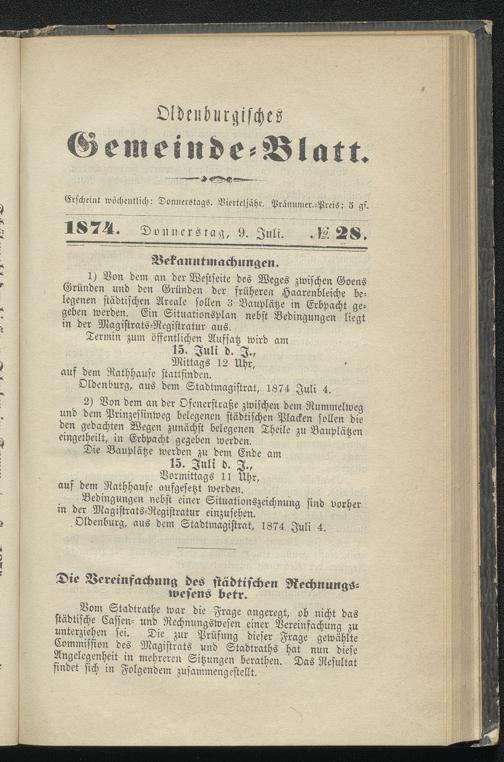 Oldenburgisches
Gemeinde-Blatt.
Erscheint wöchentlich: Donnerstags. Vierteljähr. Pränumer.-Preis: 5 gs.
1874. Donnerstag, 9. Juli. № 28.
Bekanntmachungen.
1) Von dem an der Westseite des Weges zwischen Goens
Gründen und den Gründen der früheren Haarenbleiche be-
legenen städtischen Areale sollen 3 Bauplätze in Erbpacht ge-
geben werden. Ein Situationsplan nebst Bedingungen liegt
in der Magistrats-Registratur aus.
Termin zum öffentlichen Aufsatz wird am
15. Juli d. J.,
Mittags 12 Uhr,
auf dem Rathhause stattfinden.
Oldenburg, aus dem Stadtmagistrat, 1874 Juli 4.
2) Von dem an der Ofenerstraße zwischen dem Rummelweg
und dem Prinzessinweg belegenen städtischen Placken sollen die
den gedachten Wegen zunächst belegenen Theile zu Bauplätzen
eingetheilt, in Erbpacht gegeben werden.
Die Bauplätze werden zu dem Ende am
15. Juli d. J.,
Vormittags 11 Uhr,
auf dem Rathhause aufgesetzt werden.
Bedingungen nebst einer Situationszeichnung sind vorher
in der Magistrats-Registratur einzusehen.
Oldenburg, aus dem Stadtmagistrat, 1874 Juli 4.
Die Vereinfachung des städtischen Rechnungs-
wesens betr.
Vom Stadtrathe war die Frage angeregt, ob nicht das
städtische Cassen- und Rechnungswesen einer Vereinfachung zu
unterziehen sei. Die zur Prüfung dieser Frage gewählte
Commission des Magistrats und Stadtraths hat nun diese
Angelegenheit in mehreren Sitzungen berathen. Das Resultat
findet sich in Folgendem zusammengestellt.